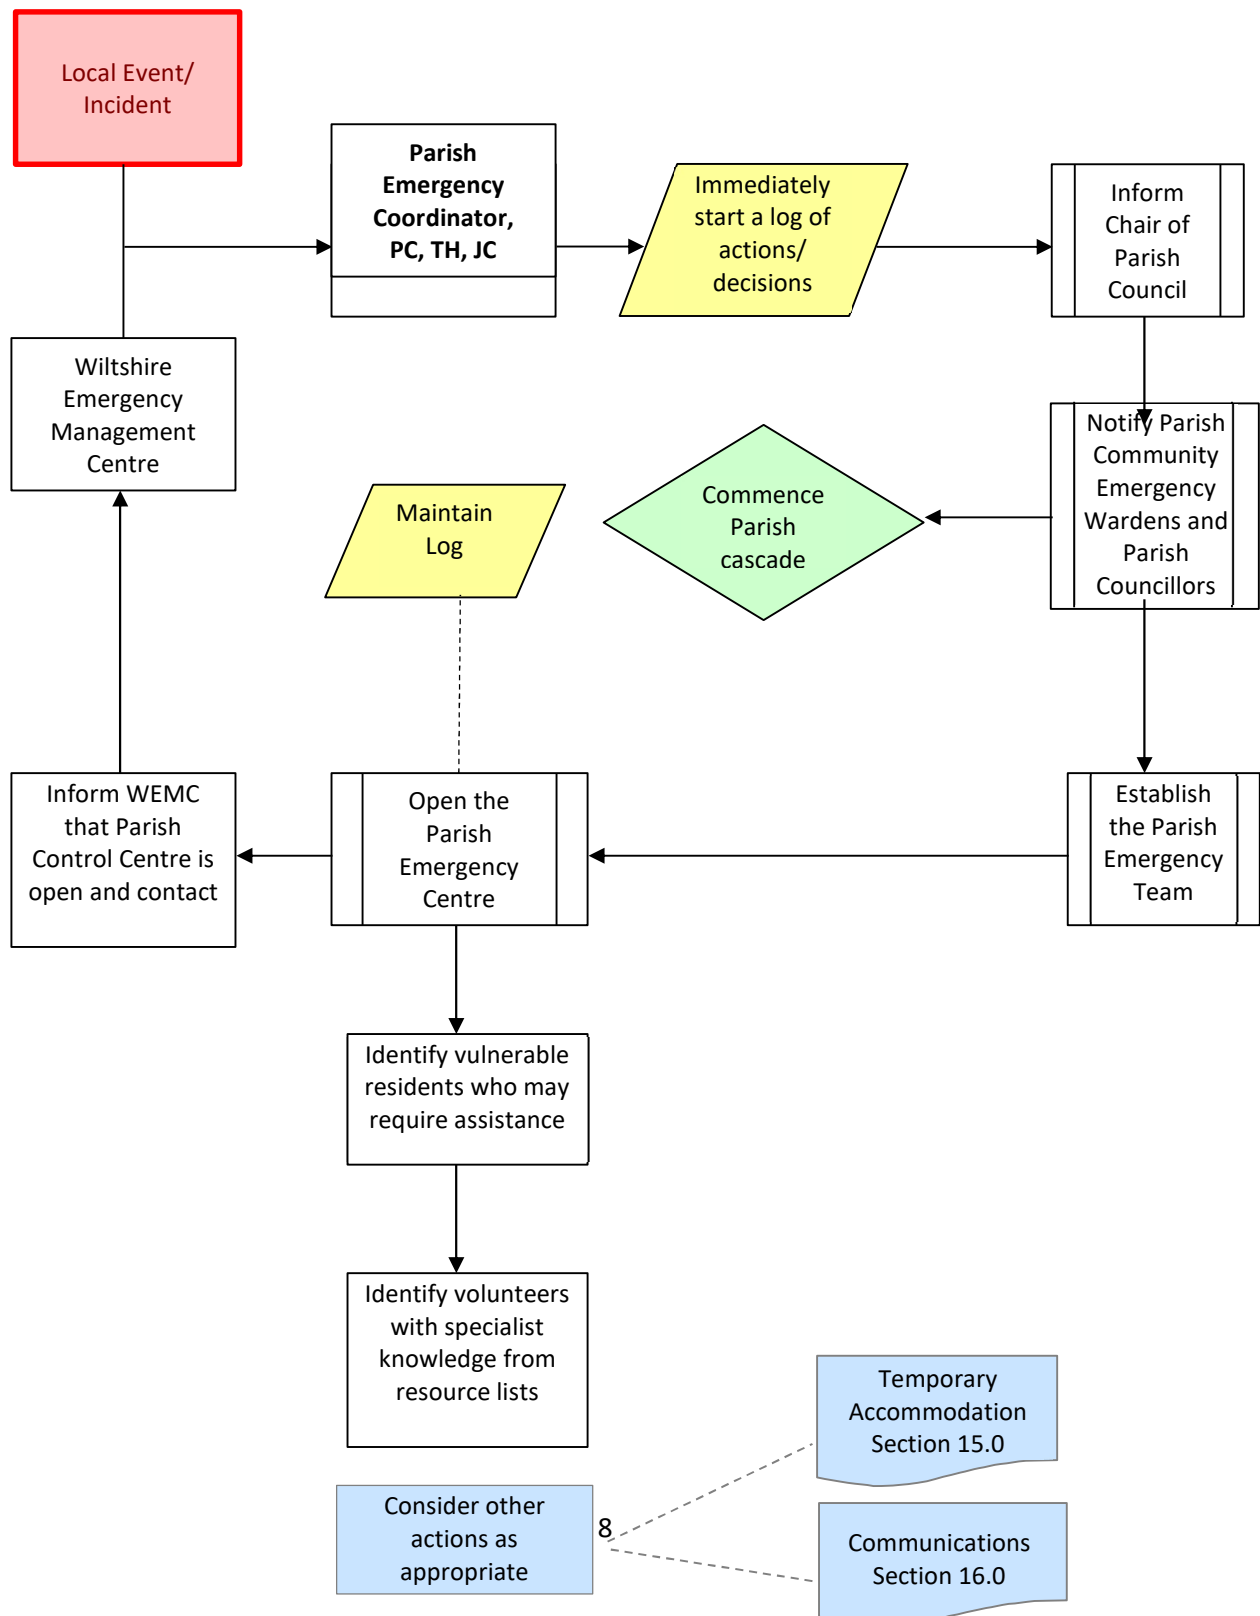 Local Event/
Incident
Parish
Emergency
Coordinator,
PC, TH, JC
Immediately
start a log of
actions/
decisions
Inform
Chair of
Parish
Council
Wiltshire
Emergency
Management
Centre
Notify Parish
Community
Emergency
Wardens and
Parish
Councillors
Commence
Parish
cascade
Maintain
Log
Inform WEMC
that Parish
Control Centre is
open and contact
Open the
Parish
Emergency
Centre
Establish
the Parish
Emergency
Team
Identify vulnerable
residents who may
require assistance
Identify volunteers
with specialist
knowledge from
resource lists
Temporary
Accommodation
Section 15.0
Consider other
actions as
appropriate
8
Communications
Section 16.0